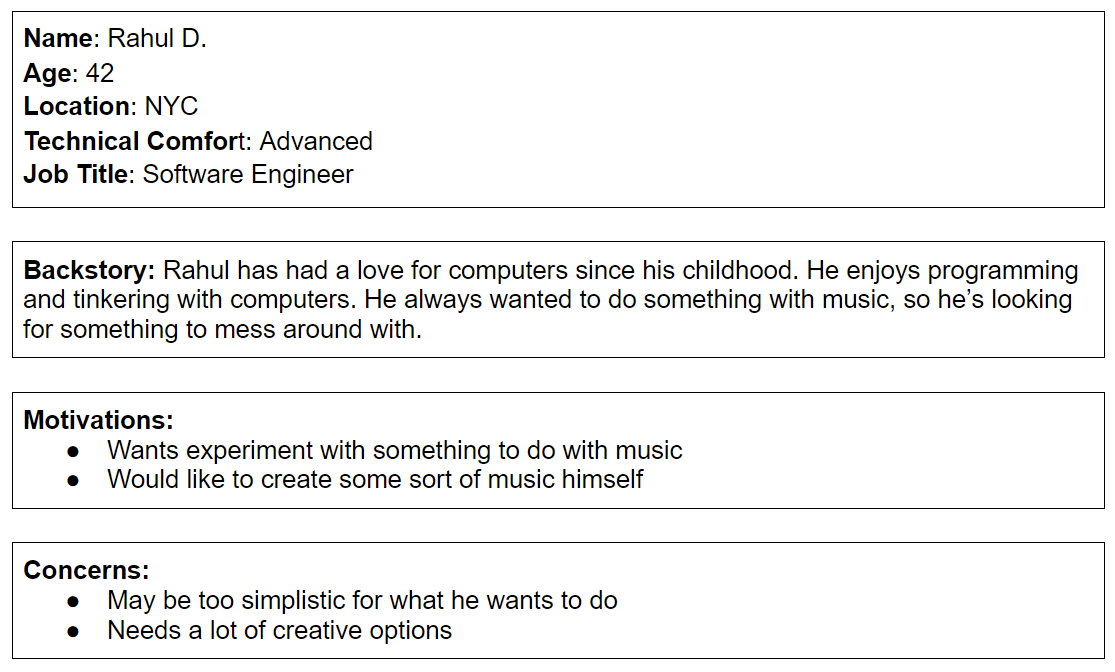 Name: Rahul D.
Age: 42
Location: NYC
Technical Comfort: Advanced
Job Title: Software Engineer
Backstory: Rahul has had a love for computers since his childhood. He enjoys programming
and tinkering with computers. He always wanted to do something with music, so he’s looking
for something to mess around with.
Motivations:
● Wants experiment with something to do with music
● Would like to create some sort of music himself
Concerns:
● May be too simplistic for what he wants to do
● Needs a lot of creative options